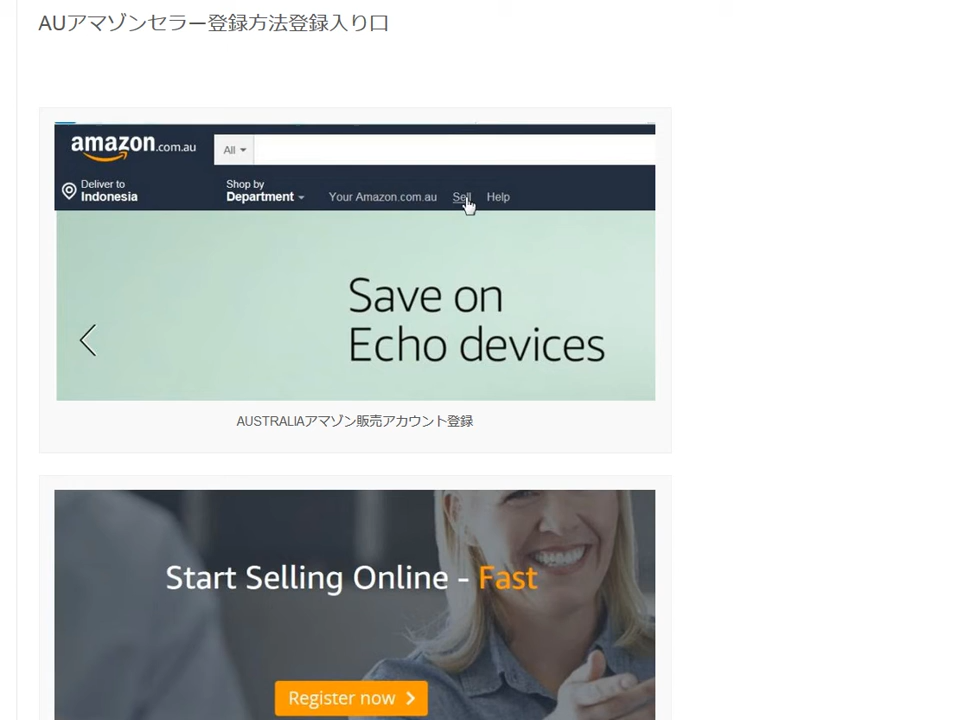 AUアマゾンセラー登録方法登録入り口
amazon.com.au
All
Deliver to
Indonesia
Shop by
Department
Your Amazon.com.au
Sell
Help
Save on
Echo devices
AUSTRALIAアマゾン販売アカウント登録
Start Selling Online - Fast
Register now